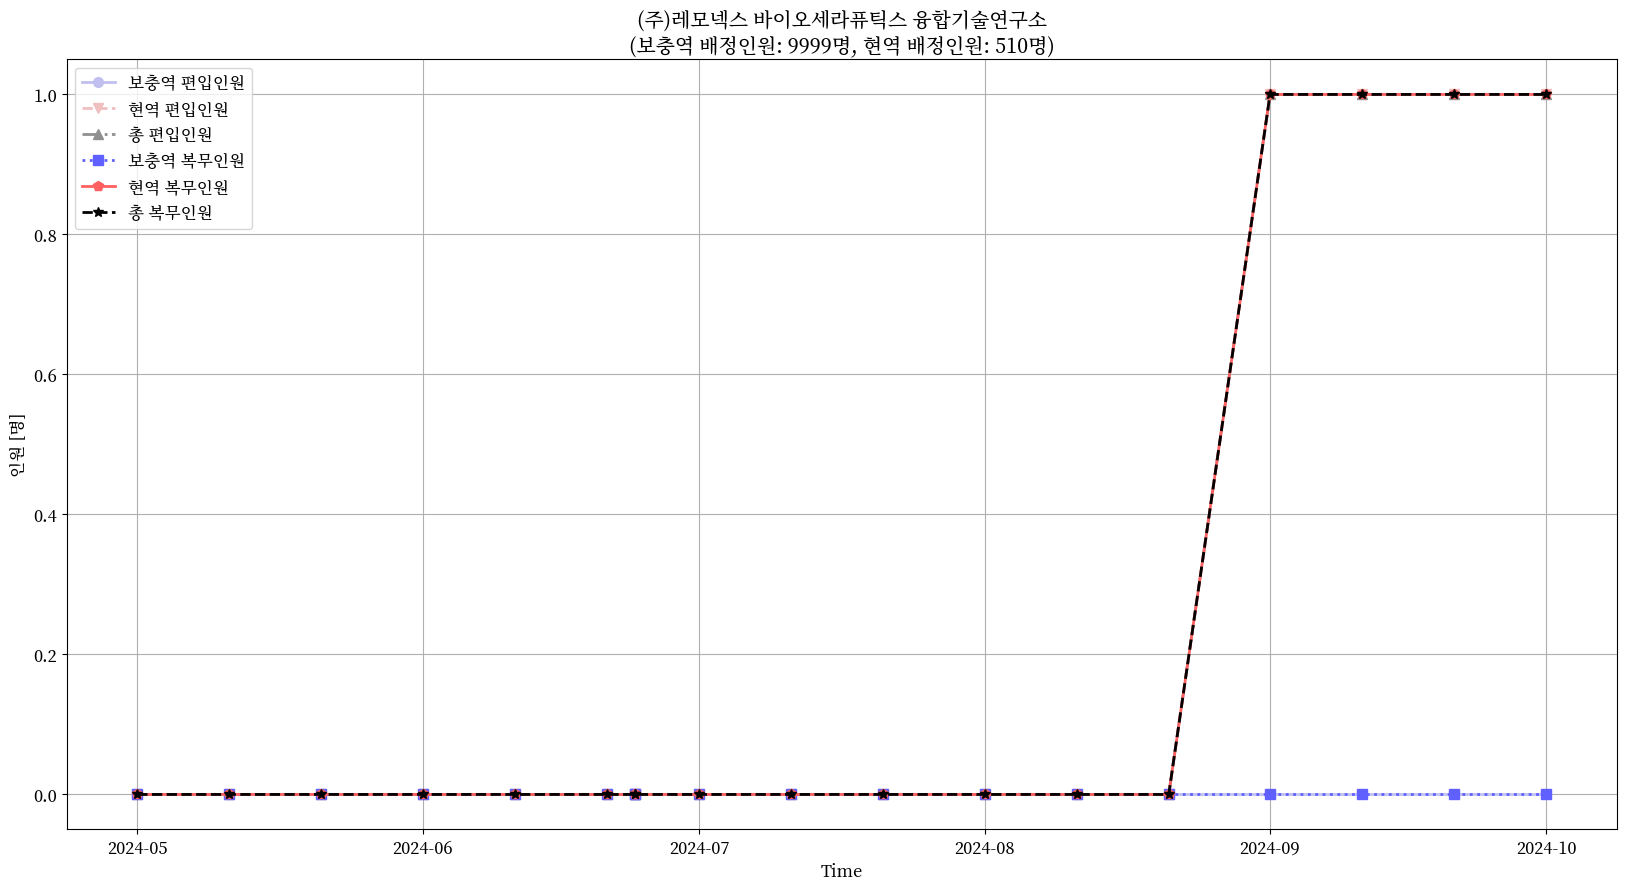 (주)레모넥스 바이오세라퓨틱스 융합기술연구소
(보충역 배정인원: 9999명, 현역 배정인원: 510명)
보충역 편입인원
현역 편입인원
총 편입인원
보충역 복무인원
현역 복무인원
총 복무인원
인원 [명]
1.0
0.8
0.6
0.4
0.2
0.0
2024-05
2024-06
2024-07
2024-08
2024-09
2024-10
Time